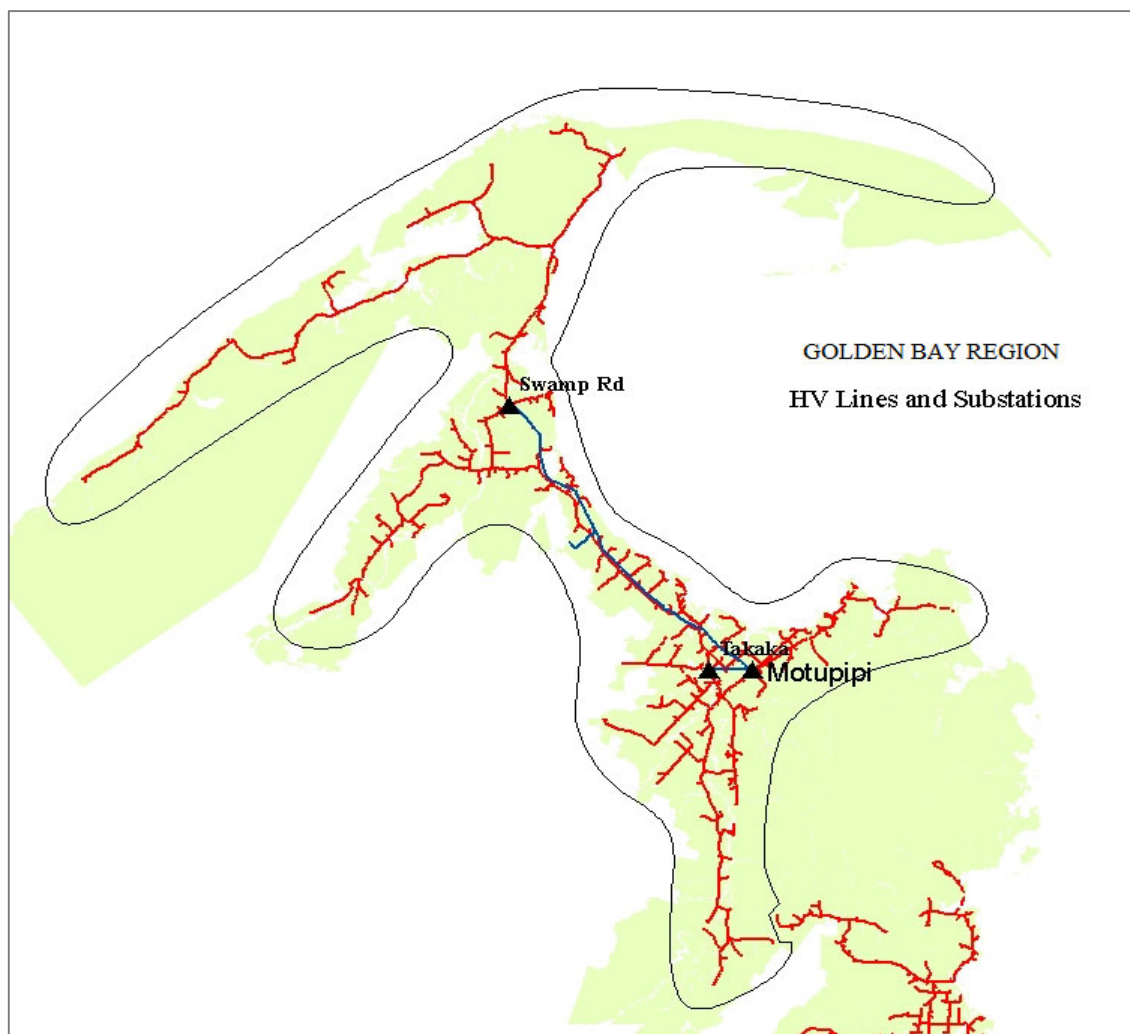 GOLDEN BAY REGION
HV Lines and Substations
Swamp Rd
Takaka
Motupipi